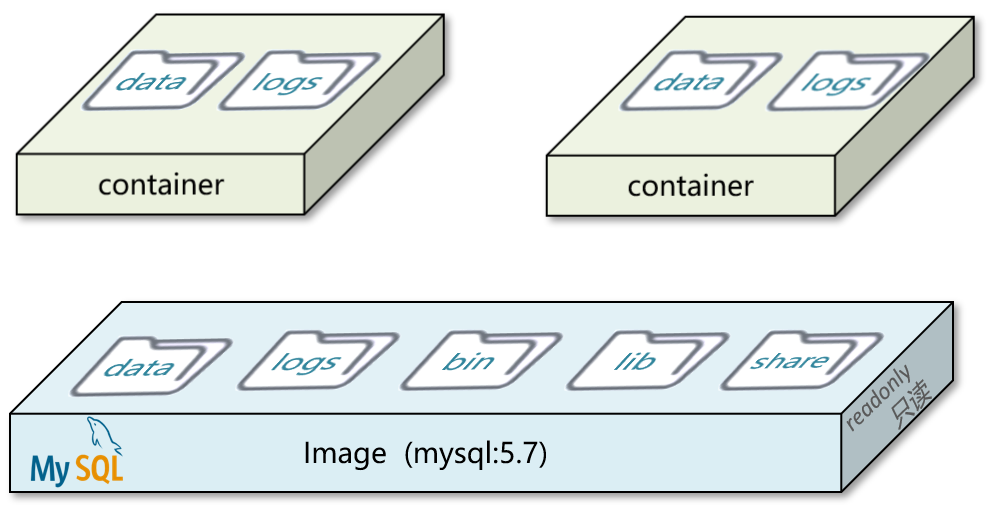 data logs
data logs
container
container
data logs bin lib share
readonly
只读
MySQL
Image (mysql:5.7)